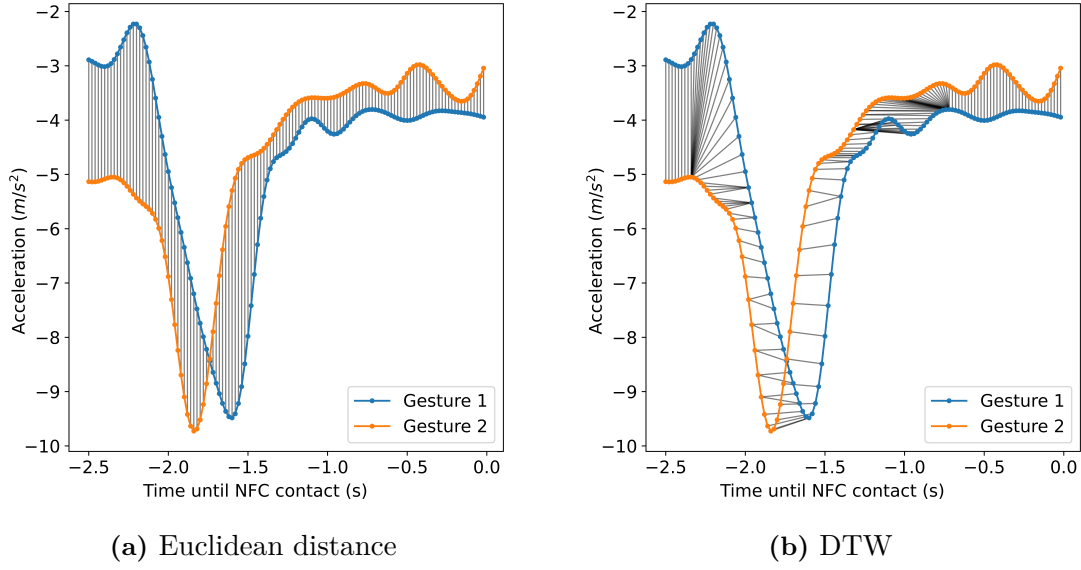 −2
−3
−4
−5
−6
−7
−8
−9
−10
Acceleration (m/s²)
−2.5 −2.0 −1.5 −1.0 −0.5 0.0
Time until NFC contact (s)
Gesture 1
Gesture 2
(a) Euclidean distance
−2
−3
−4
−5
−6
−7
−8
−9
−10
Acceleration (m/s²)
−2.5 −2.0 −1.5 −1.0 −0.5 0.0
Time until NFC contact (s)
Gesture 1
Gesture 2
(b) DTW